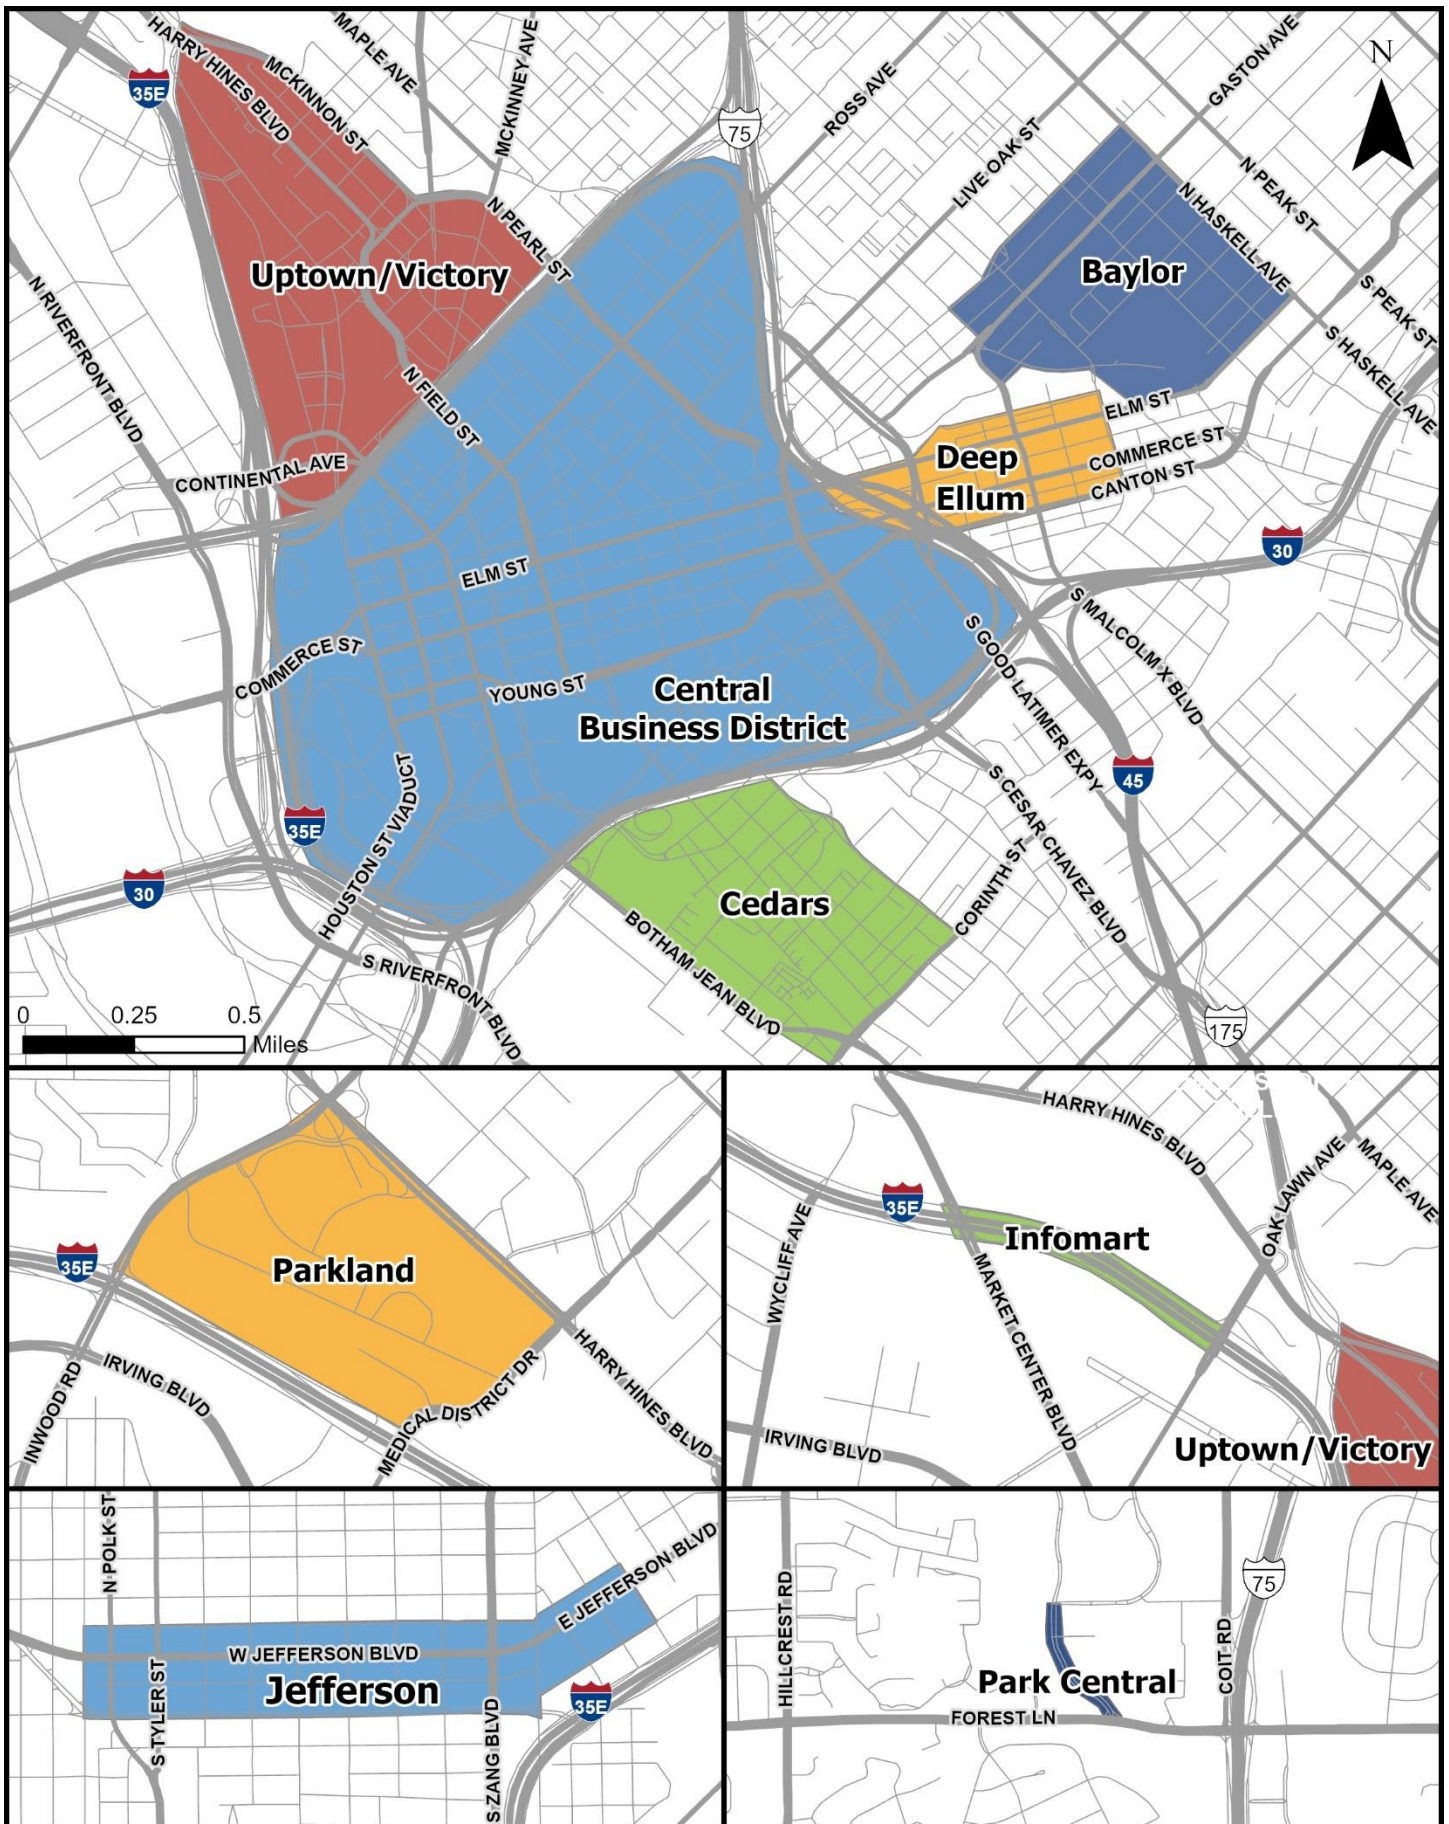 HARRY HINES BLVD
MCKINNON ST
MAPLE AVE
MCKINNEY AVE
35E
75
ROSS AVE
GASTON AVE
N
LIVE OAK ST
N PEAK ST
N HASKELL AVE
N PEARL ST
Uptown/Victory
Baylor
N RIVERFRONT BLVD
S PEAK ST
S HASKELL AVE
N FIELD ST
CONTINENTAL AVE
ELM ST
COMMERCE ST
CANTON ST
Deep
Ellum
30
ELM ST
COMMERCE ST
YOUNG ST
Central
Business District
S GOOD LATIMER EXPY
S MALCOLM X BLVD
45
HOUSTON ST VIADUCT
35E
30
S CESAR CHAVEZ BLVD
CORINTH ST
Cedars
BOTHAM JEAN BLVD
S RIVERFRONT BLVD
175
0 0.25 0.5
Miles
Parkland
35E
INWOOD RD
IRVING BLVD
MEDICAL DISTRICT DR
HARRY HINES BLVD
HARRY HINES BLVD
OAK LAWN AVE
MAPLE AVE
35E
Infomart
WYCLIFF AVE
MARKET CENTER BLVD
IRVING BLVD
Uptown/Victory
N POLK ST
E JEFFERSON BLVD
W JEFFERSON BLVD
Jefferson
S TYLER ST
S ZANG BLVD
35E
75
HILLCREST RD
COIT RD
Park Central
FOREST LN